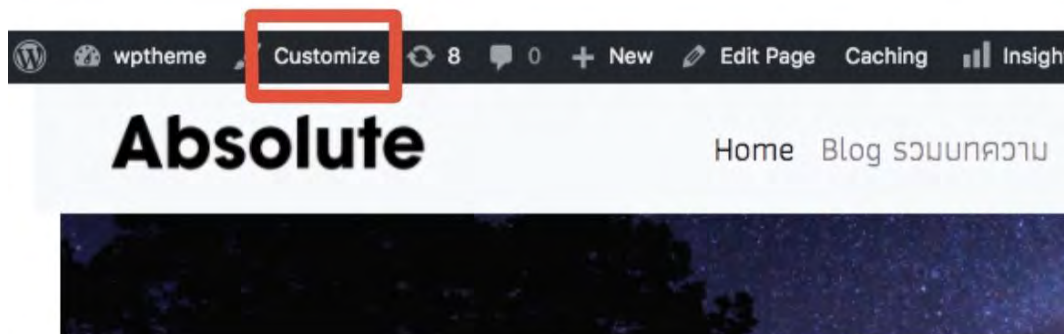 wptheme Customize 8 0 + New Edit Page Caching Insigh
Absolute
Home Blog รวมบทความ